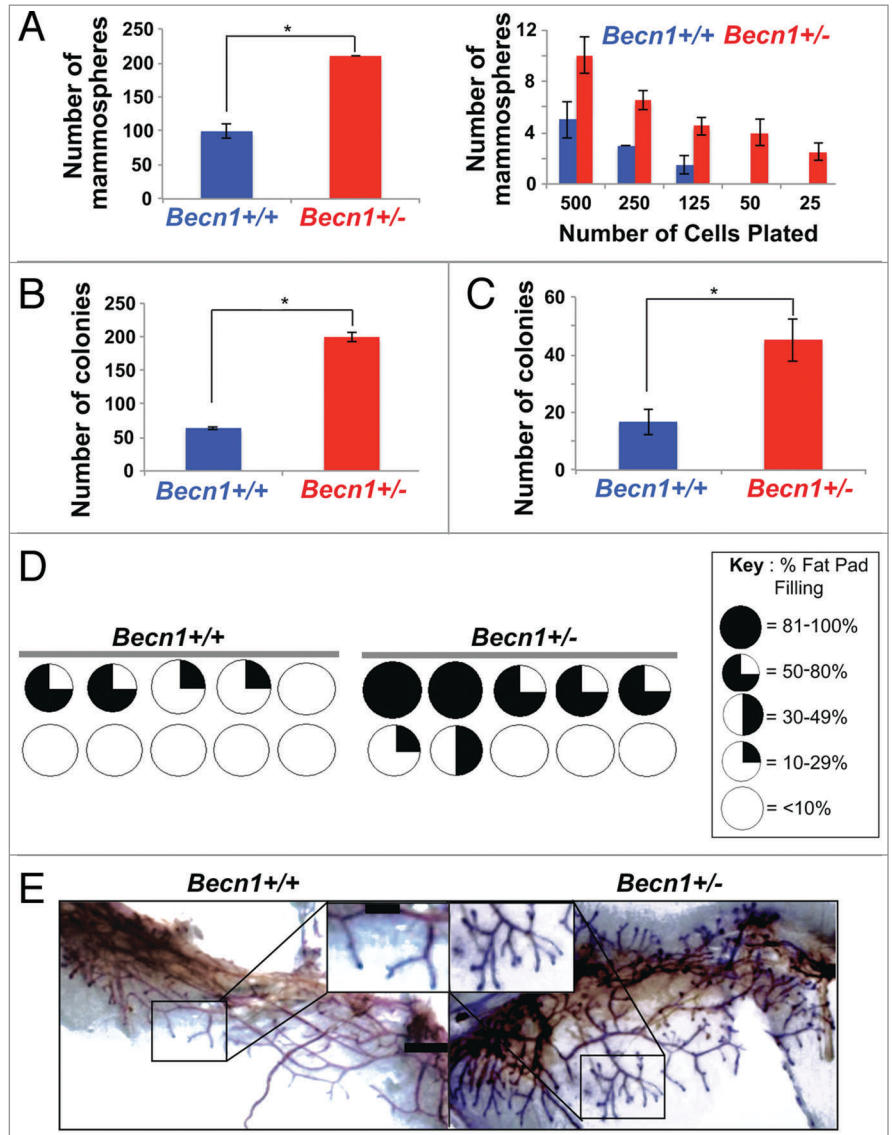 A
Number of mammospheres
250
200
150
100
50
0
*
Becn1+/+ Becn1+/-
Number of mammospheres
12
8
4
0
Becn1+/+ Becn1+/-
500 250 125 50 25
Number of Cells Plated
B
Number of colonies
250
200
150
100
50
0
*
Becn1+/+ Becn1+/-
C
Number of colonies
60
40
20
0
*
Becn1+/+ Becn1+/-
D
Becn1+/+ Becn1+/-
Key : % Fat Pad
Filling
= 81-100%
= 50-80%
= 30-49%
= 10-29%
= <10%
E
Becn1+/+ Becn1+/-